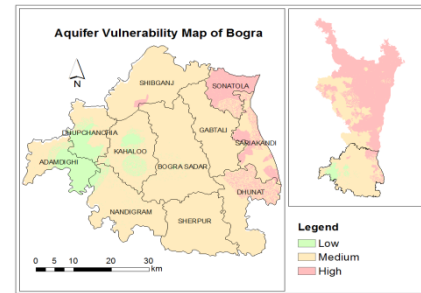 Aquifer Vulnerability Map of Bogra
N
SHIBGANJ
SONATOLA
DHUPCHANCHIA
GABTALI
KAHALOO
SARIAKANDI
ADAMDIGHI
BOGRA SADAR
DHUNAT
NANDIGRAM
SHERPUR
0 5 10 20 30
km
Legend
Low
Medium
High